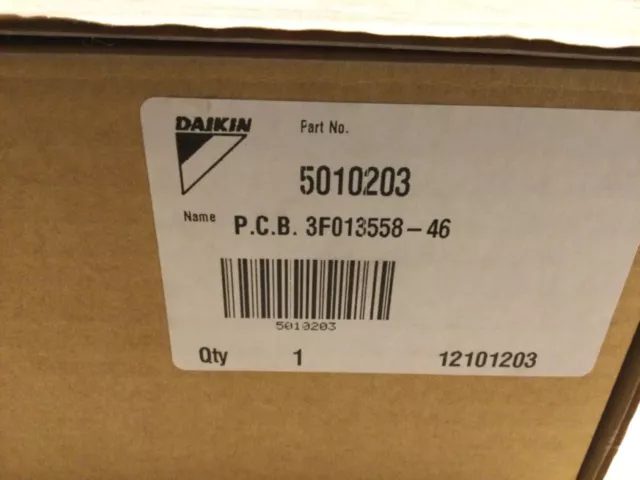 DAIKIN
Part No.
5010203
Name P.C.B. 3F013558-46
5010203
Qty 1 12101203